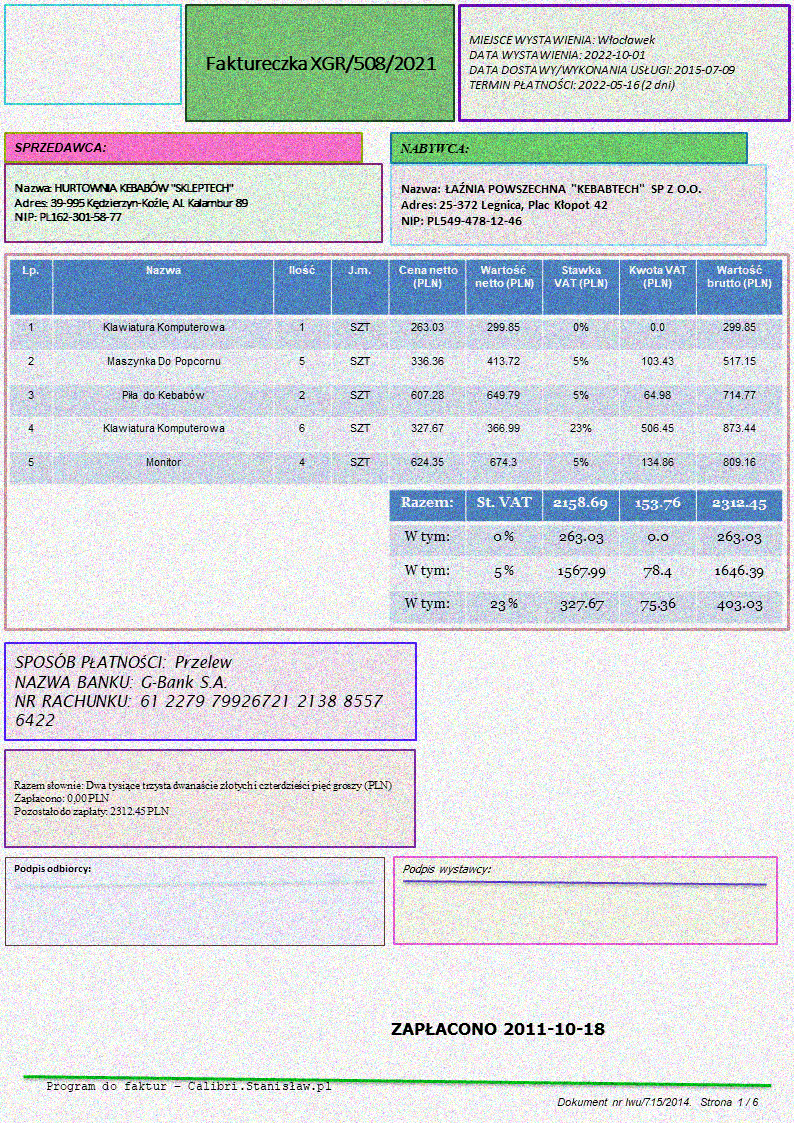 Faktureczka XGR/508/2021
MIEJSCE WYSTAWIENIA: Włocławek
DATA WYSTAWIENIA: 2022-10-01
DATA DOSTAWY/WYKONANIA USŁUGI: 2015-07-09
TERMIN PŁATNOŚCI: 2022-05-16 (2 dni)
SPRZEDAWCA:
Nazwa: HURTOWNIA KEBABÓW "SKLEPTECH"
Adres: 39-995 Kędzierzyn-Koźle, Al. Kalambur 89
NIP: PL162-301-58-77
NABYWCA:
Nazwa: ŁAŹNIA POWSZECHNA "KEBABTECH" SP Z O.O.
Adres: 25-372 Legnica, Plac Kłopot 42
NIP: PL549-478-12-46
Lp. Nazwa Ilość J.m. Cena netto (PLN) Wartość netto (PLN) Stawka VAT (PLN) Kwota VAT (PLN) Wartość brutto (PLN)
1 Klawiatura Komputerowa 1 SZT 263.03 299.85 0% 0.0 299.85
2 Maszynka Do Popcornu 5 SZT 336.36 413.72 5% 103.43 517.15
3 Piła do Kebabów 2 SZT 607.28 649.79 5% 64.98 714.77
4 Klawiatura Komputerowa 6 SZT 327.67 366.99 23% 506.45 873.44
5 Monitor 4 SZT 624.35 674.3 5% 134.86 809.16
Razem: St. VAT 2158.69 153.76 2312.45
W tym: 0% 263.03 0.0 263.03
W tym: 5% 1567.99 78.4 1646.39
W tym: 23% 327.67 75.36 403.03
SPOSÓB PŁATNOŚCI: Przelew
NAZWA BANKU: G-Bank S.A.
NR RACHUNKU: 61 2279 79926721 2138 8557
6422
Razem słownie: Dwa tysiące trzysta dwanaście złotych i czterdzieści pięć groszy (PLN)
Zapłacono: 0,00 PLN
Pozostało do zapłaty: 2312.45 PLN
Podpis odbiorcy:
Podpis wystawcy:
ZAPŁACONO 2011-10-18
Program do faktur – Calibri.Stanisław.pl
Dokument nr lwu/715/2014. Strona 1 / 6